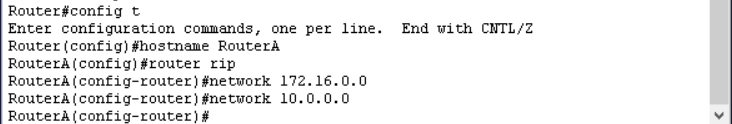 Router#config t
Enter configuration commands, one per line.  End with CNTL/Z
Router(config)#hostname RouterA
RouterA(config)#router rip
RouterA(config-router)#network 172.16.0.0
RouterA(config-router)#network 10.0.0.0
RouterA(config-router)#